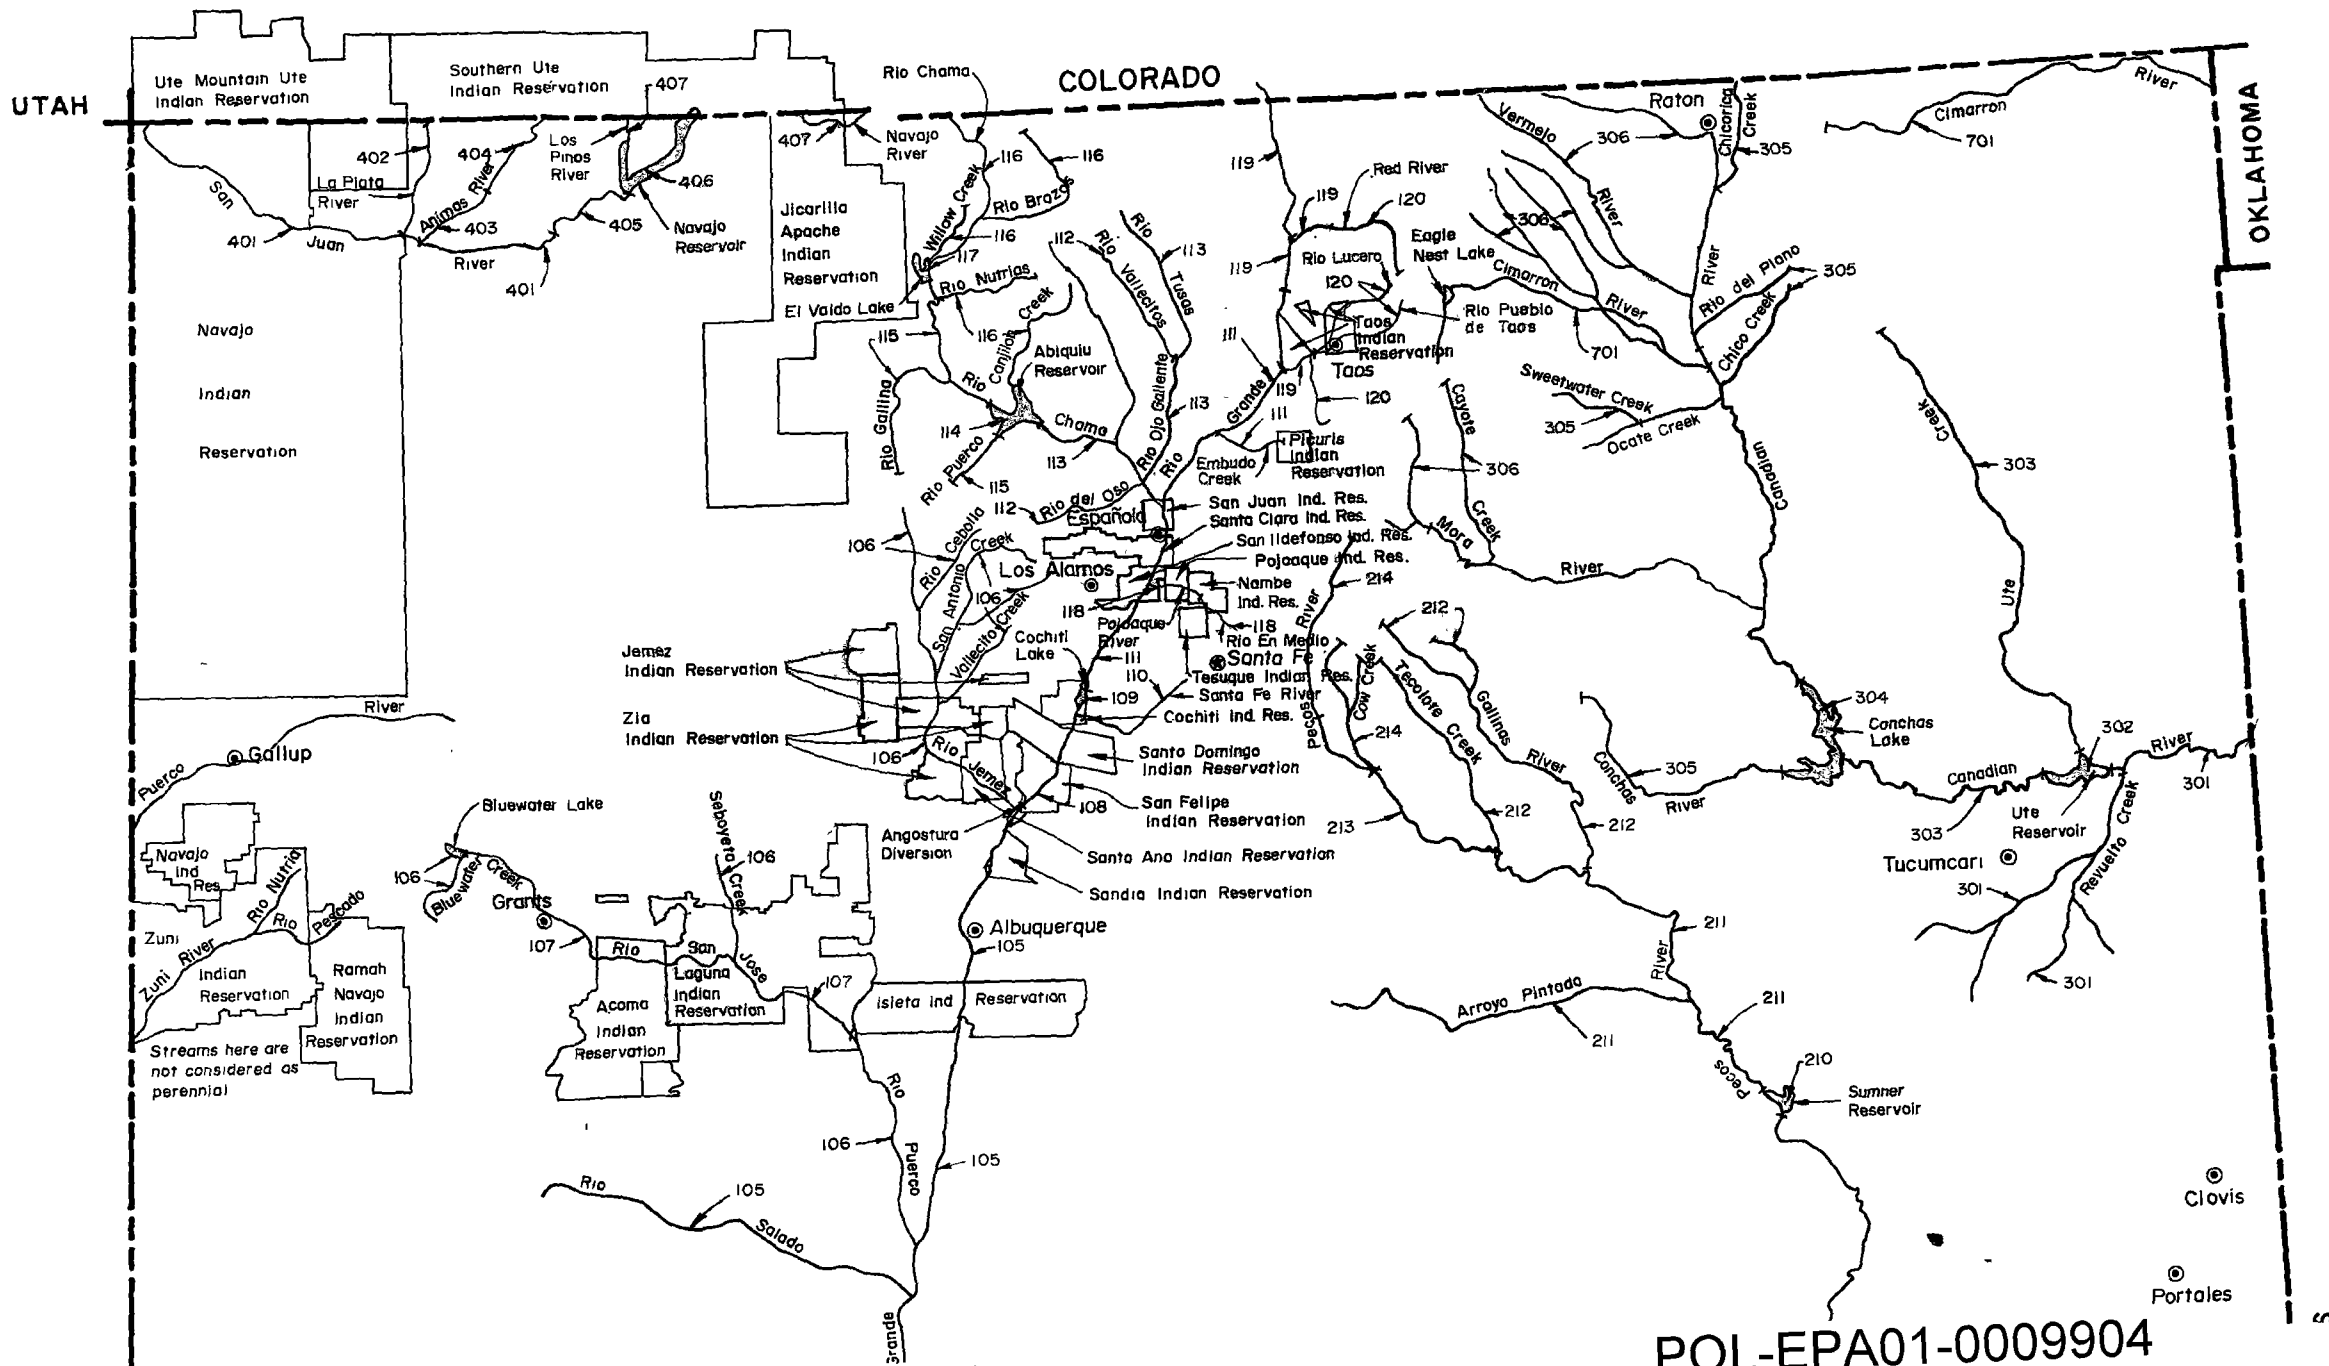 UTAH
COLORADO
OKLAHOMA
Ute Mountain Ute
Indian Reservation
Southern Ute
Indian Reservation
407
Rio Chama
Los
Pinos
River
402
404
La Plata
River
Animas River
403
San
Juan
River
401
401
405
406
Navajo
Reservoir
407
Navajo
River
116
116
Willow Creek
Rio Brazos
Jicarilla
Apache
Indian
Reservation
116
117
Rio Nutrias
El Valdo Lake
116
115
Canjilon Creek
Abiquiu
Reservoir
112
Rio
Vallecitos
Rio
Tusas
113
119
119
Red River
120
119
Rio Lucero
120
Eagle
Nest Lake
Taos
Indian
Reservation
Taos
Rio Pueblo
de Taos
111
119
120
Vermejo
River
306
306
Raton
Chicorica
Creek
305
Cimarron
River
701
Cimarron
River
701
River
Rio del Plano
305
Chico Creek
Sweetwater Creek
305
Ocate Creek
Canadian
Navajo
Indian
Reservation
Rio Gallina
Rio
Chama
114
Rio Puerco
115
113
113
Rio Ojo Galiente
Rio
Grande
111
Embudo
Creek
Picuris
Indian
Reservation
Cayote
Creek
306
Mora
River
Ute
Creek
303
112
Rio del Oso
Española
San Juan Ind. Res.
Santa Clara Ind. Res.
San Ildefonso Ind. Res.
Pojoaque Ind. Res.
Nambe
Ind. Res.
106
Rio Cebolla
San Antonio
Creek
Los Alamos
106
Vallecito Creek
118
Pojoaque
River
118
Rio En Medio
Santa Fe
Tesuque Indian Res.
Santa Fe River
Cochiti
Lake
111
110
109
Cochiti Ind. Res.
Jemez
Indian Reservation
Zia
Indian Reservation
106
Rio
Jemez
Santo Domingo
Indian Reservation
San Felipe
Indian Reservation
108
Angostura
Diversion
Santa Ana Indian Reservation
Sandia Indian Reservation
214
Pecos
River
Cow Creek
214
212
Tecolote
Creek
Gallinas
River
212
212
213
Conchas
River
305
304
Conchas
Lake
Canadian
303
302
Ute
Reservoir
River
301
Tucumcari
Revuelto
Creek
301
301
River
Gallup
Puerco
Navajo
Ind
Res
Rio Nutria
Rio
Pescado
Zuni
Indian
Reservation
Zuni River
Ramah
Navajo
Indian
Reservation
Streams here are
not considered as
perennial
Bluewater Lake
106
Bluewater
Creek
Grants
107
Seboyeta
Creek
106
Rio
San
Jose
Laguna
Indian
Reservation
Acoma
Indian
Reservation
107
Albuquerque
105
Isleta Ind Reservation
Rio
Puerco
106
105
Rio
Salado
105
Grande
211
River
Arroyo Pintado
211
211
Pecos
210
Sumner
Reservoir
Clovis
Portales
POL-EPA01-0009904